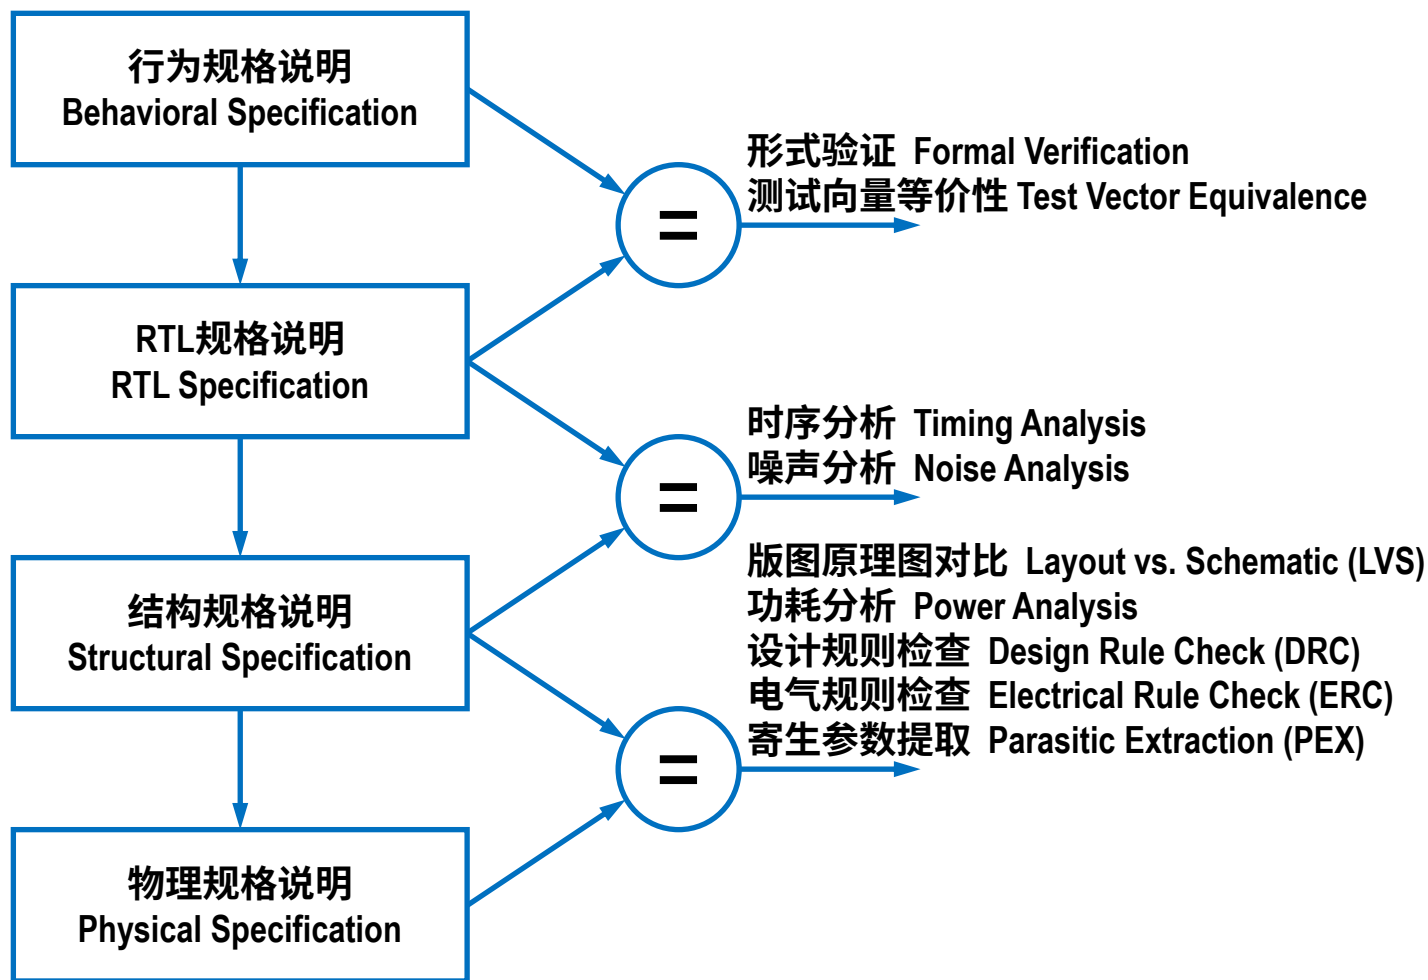 行为规格说明
Behavioral Specification
形式验证 Formal Verification
测试向量等价性 Test Vector Equivalence
=
RTL规格说明
RTL Specification
时序分析 Timing Analysis
噪声分析 Noise Analysis
=
结构规格说明
Structural Specification
版图原理图对比 Layout vs. Schematic (LVS)
功耗分析 Power Analysis
设计规则检查 Design Rule Check (DRC)
电气规则检查 Electrical Rule Check (ERC)
寄生参数提取 Parasitic Extraction (PEX)
=
物理规格说明
Physical Specification